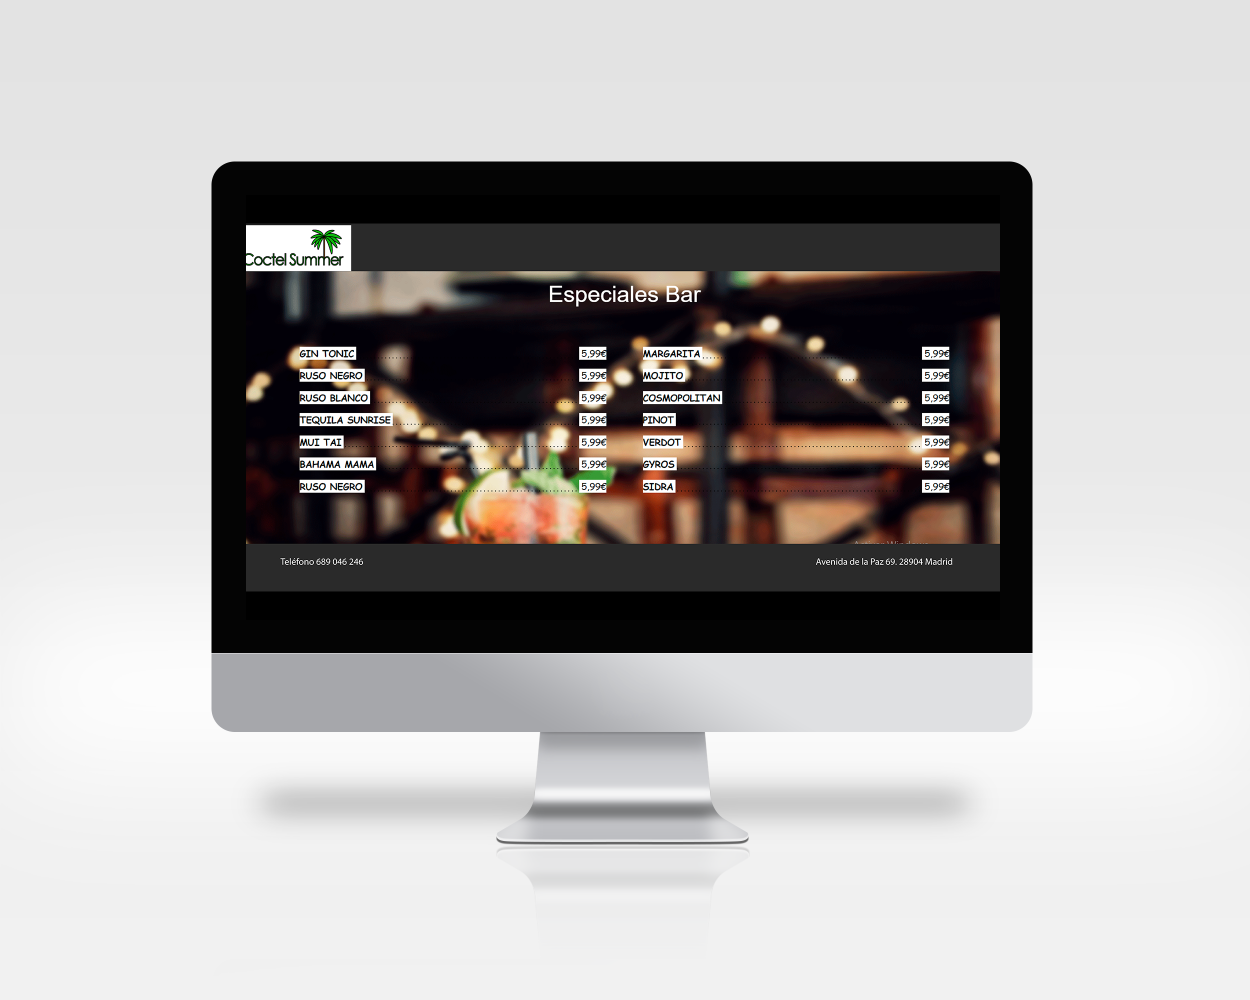 Coctel Summer
Especiales Bar
GIN TONIC 5,99€
RUSO NEGRO 5,99€
RUSO BLANCO 5,99€
TEQUILA SUNRISE 5,99€
MUI TAI 5,99€
BAHAMA MAMA 5,99€
RUSO NEGRO 5,99€
MARGARITA 5,99€
MOJITO 5,99€
COSMOPOLITAN 5,99€
PINOT 5,99€
VERDOT 5,99€
GYROS 5,99€
SIDRA 5,99€
Activar Windows
Teléfono 689 046 246
Avenida de la Paz 69. 28904 Madrid